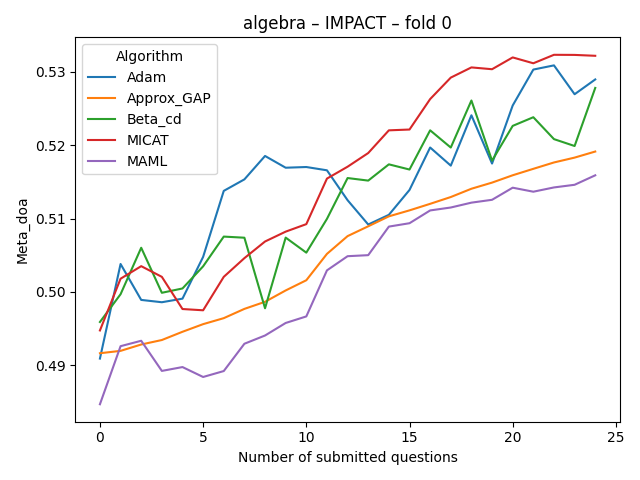 algebra – IMPACT – fold 0
Algorithm
Adam
Approx_GAP
Beta_cd
MICAT
MAML
Meta_doa
0.53
0.52
0.51
0.50
0.49
0
5
10
15
20
25
Number of submitted questions